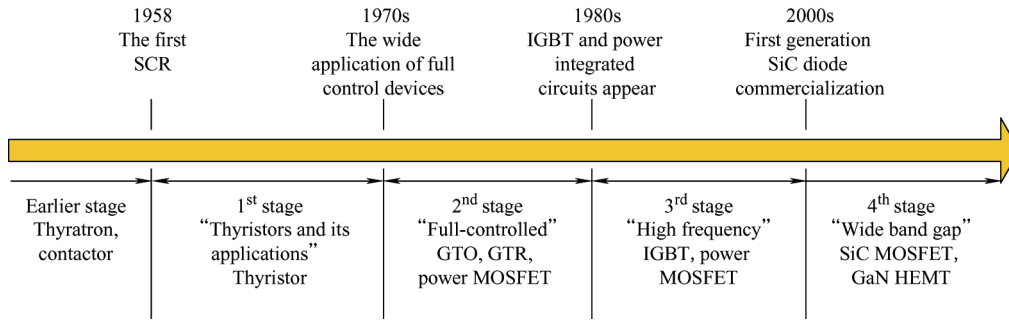 1958
The first
SCR
1970s
The wide
application of full
control devices
1980s
IGBT and power
integrated
circuits appear
2000s
First generation
SiC diode
commercialization
Earlier stage
Thyratron,
contactor
1st stage
“Thyristors and its
applications”
Thyristor
2nd stage
“Full-controlled”
GTO, GTR,
power MOSFET
3rd stage
“High frequency”
IGBT, power
MOSFET
4th stage
“Wide band gap”
SiC MOSFET,
GaN HEMT